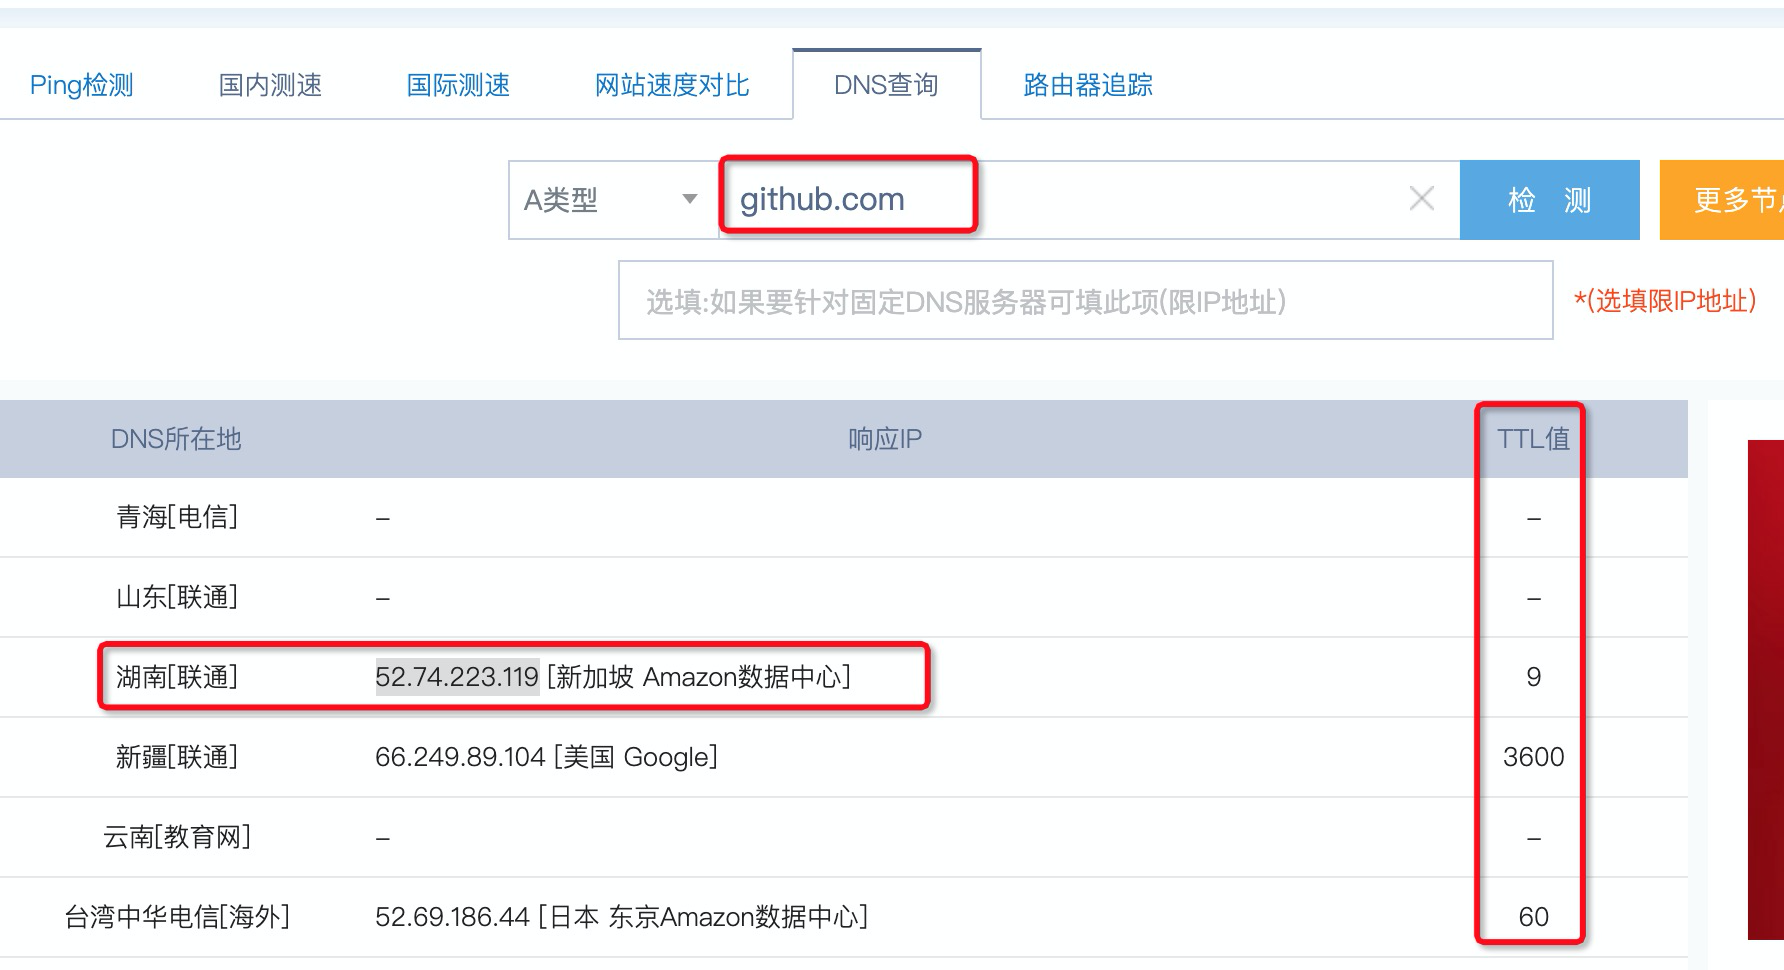 Ping检测 国内测速 国际测速 网站速度对比 DNS查询 路由器追踪
A类型 github.com 检 测 更多节
选填:如果要针对固定DNS服务器可填此项(限IP地址) *(选填限IP地址)
DNS所在地 响应IP TTL值
青海[电信] – –
山东[联通] – –
湖南[联通] 52.74.223.119 [新加坡 Amazon数据中心] 9
新疆[联通] 66.249.89.104 [美国 Google] 3600
云南[教育网] – –
台湾中华电信[海外] 52.69.186.44 [日本 东京Amazon数据中心] 60